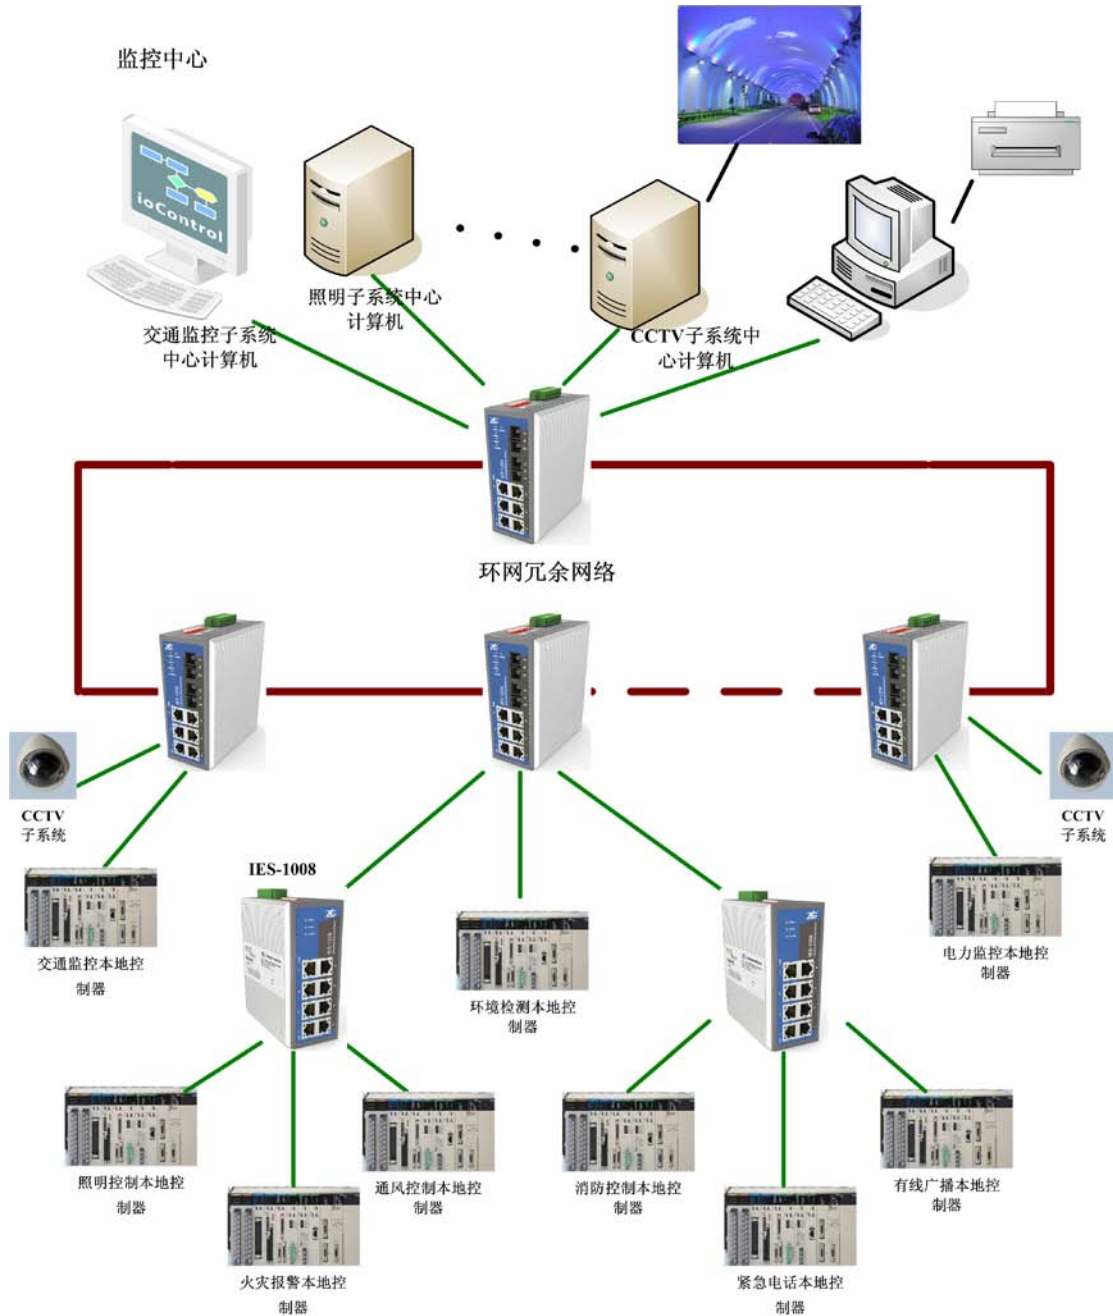 监控中心
ioControl
照明子系统中心
计算机
交通监控子系统
中心计算机
CCTV子系统中
心计算机
环网冗余网络
CCTV
子系统
CCTV
子系统
IES-1008
交通监控本地控
制器
环境检测本地控
制器
电力监控本地控
制器
照明控制本地控
制器
通风控制本地控
制器
消防控制本地控
制器
有线广播本地控
制器
火灾报警本地控
制器
紧急电话本地控
制器